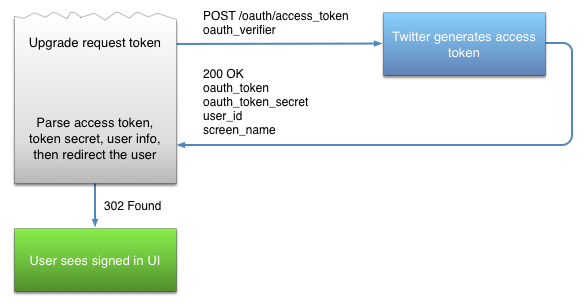 Upgrade request token
POST /oauth/access_token
oauth_verifier
Twitter generates access
token
200 OK
oauth_token
oauth_token_secret
user_id
screen_name
Parse access token,
token secret, user info,
then redirect the user
302 Found
User sees signed in UI